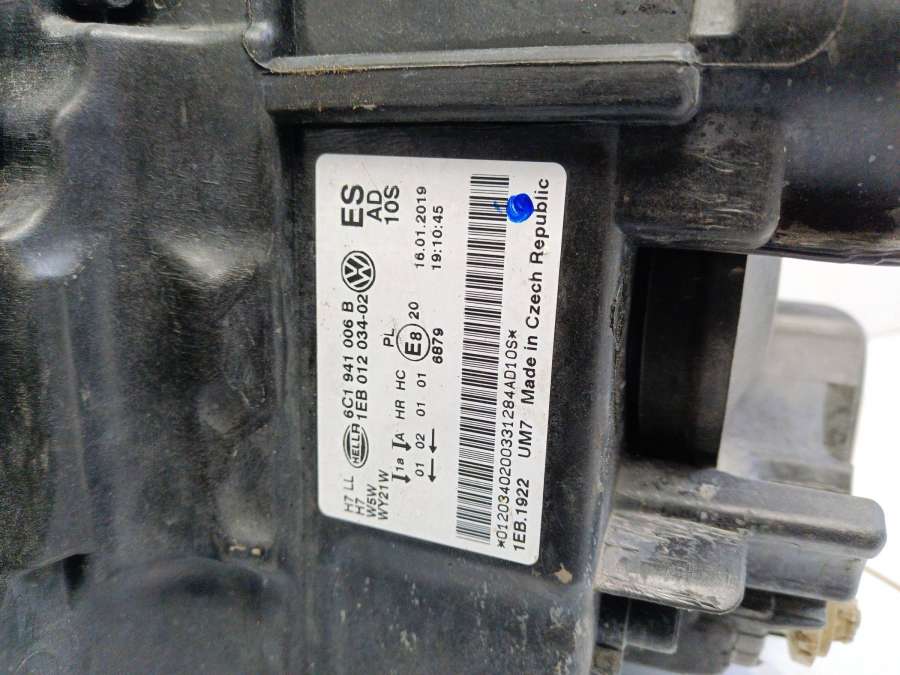 H7 LL
H7
W5W
WY21W
HELLA
6C1 941 006 B
1EB 012 034-02
ES
AD
10S
1a A HR HC PL
01 02 01 01
← ←
E8 20
6879
16.01.2019
19:10:45
*01203402003331284AD10S*
1EB.1922 UM7 Made in Czech Republic